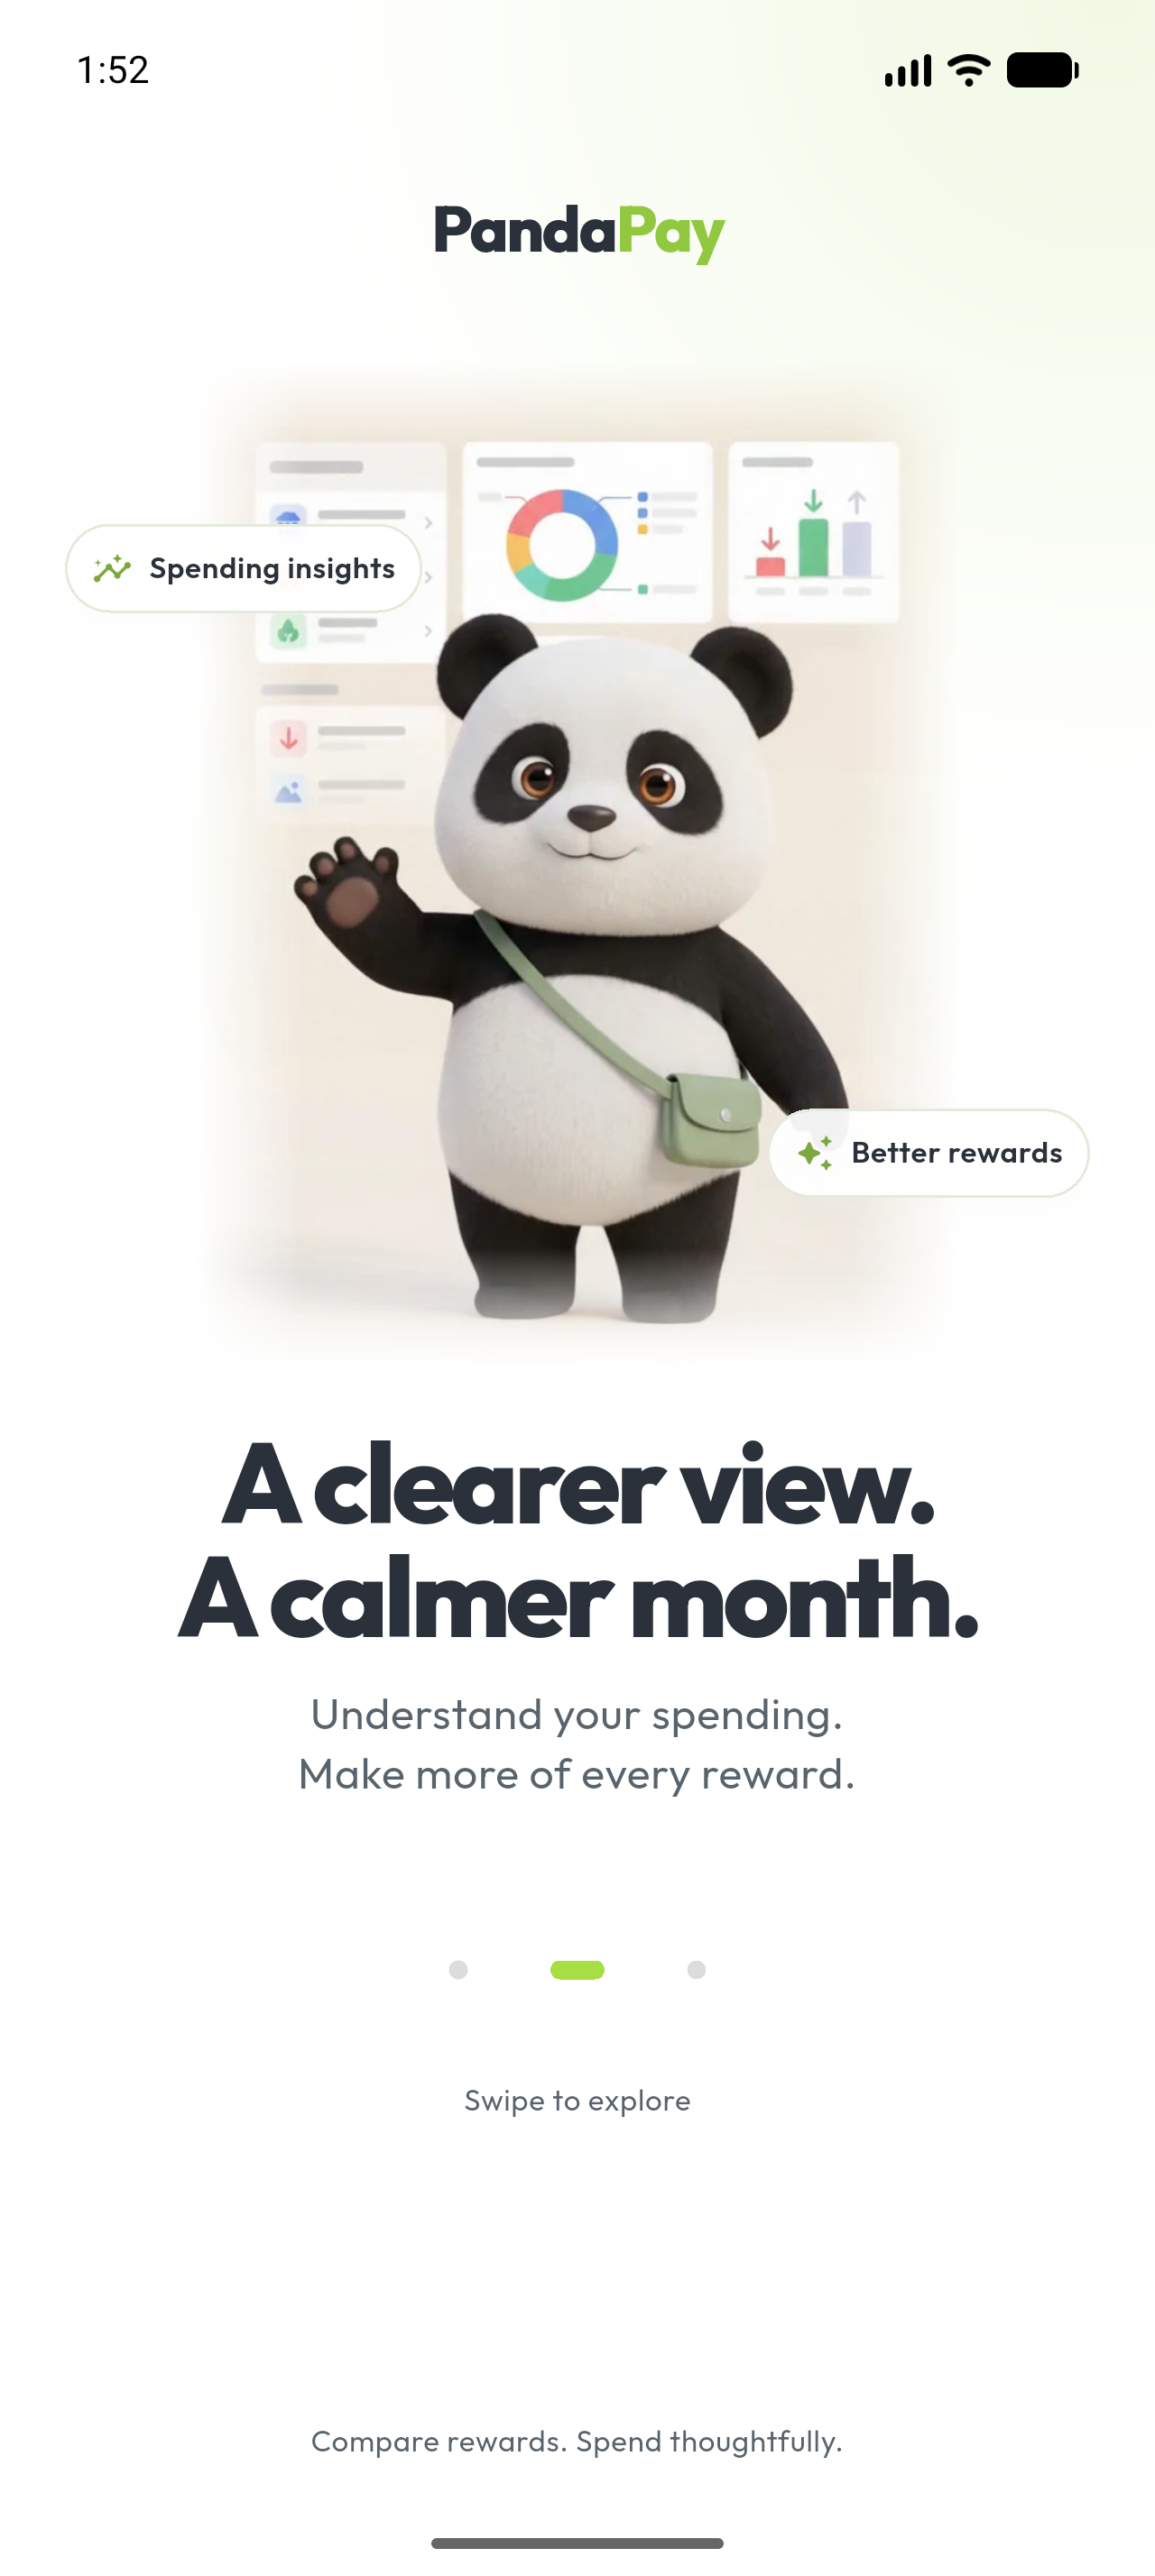 1:52
PandaPay
Spending insights
Better rewards
A clearer view.
A calmer month.
Understand your spending.
Make more of every reward.
Swipe to explore
Compare rewards. Spend thoughtfully.